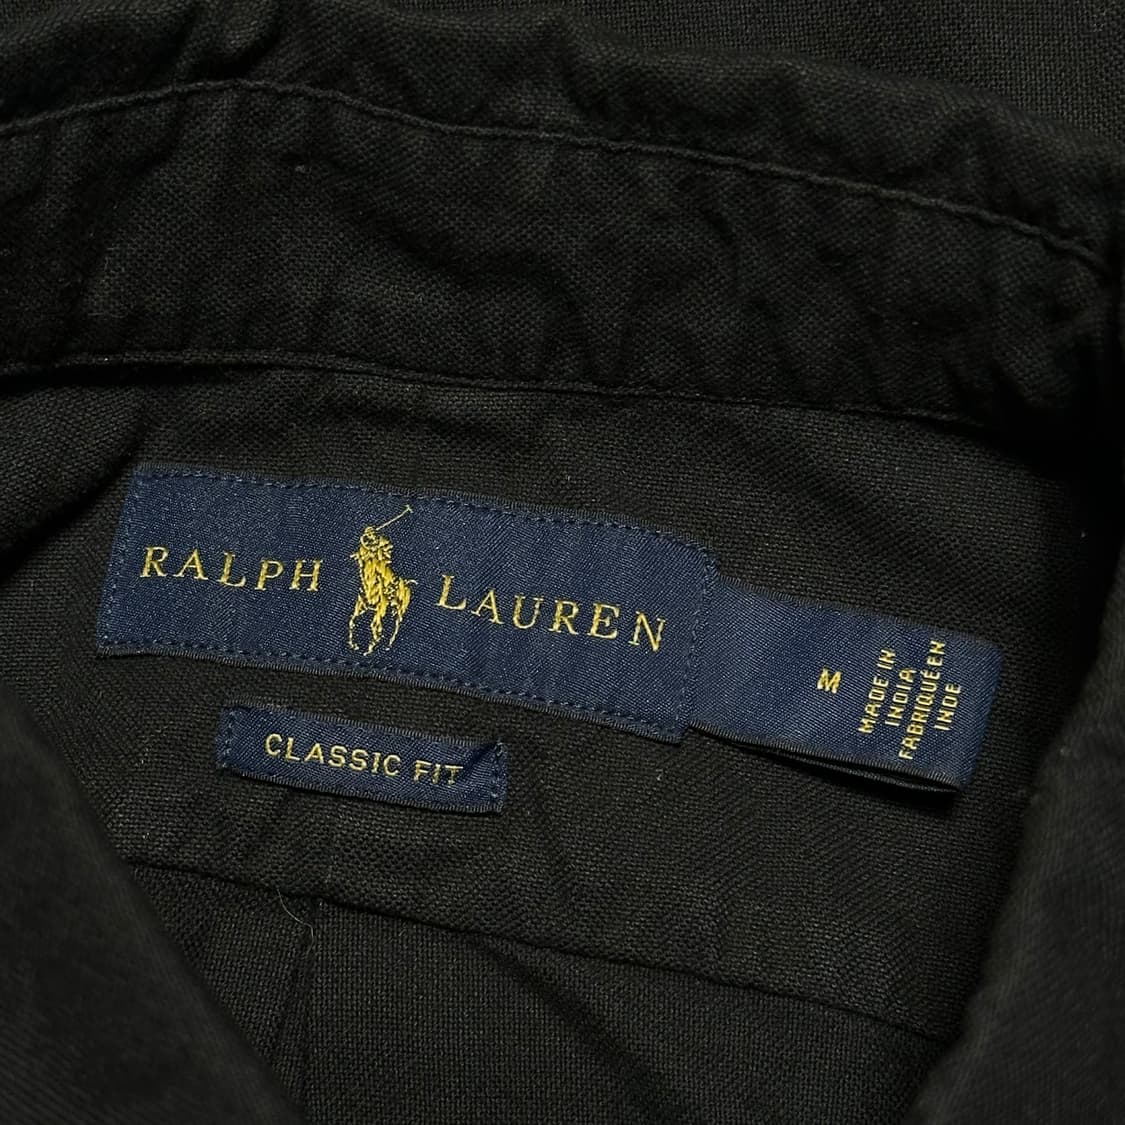 RALPH LAUREN
M
MADE IN
INDIA
FABRIQUÉ EN
INDE
CLASSIC FIT